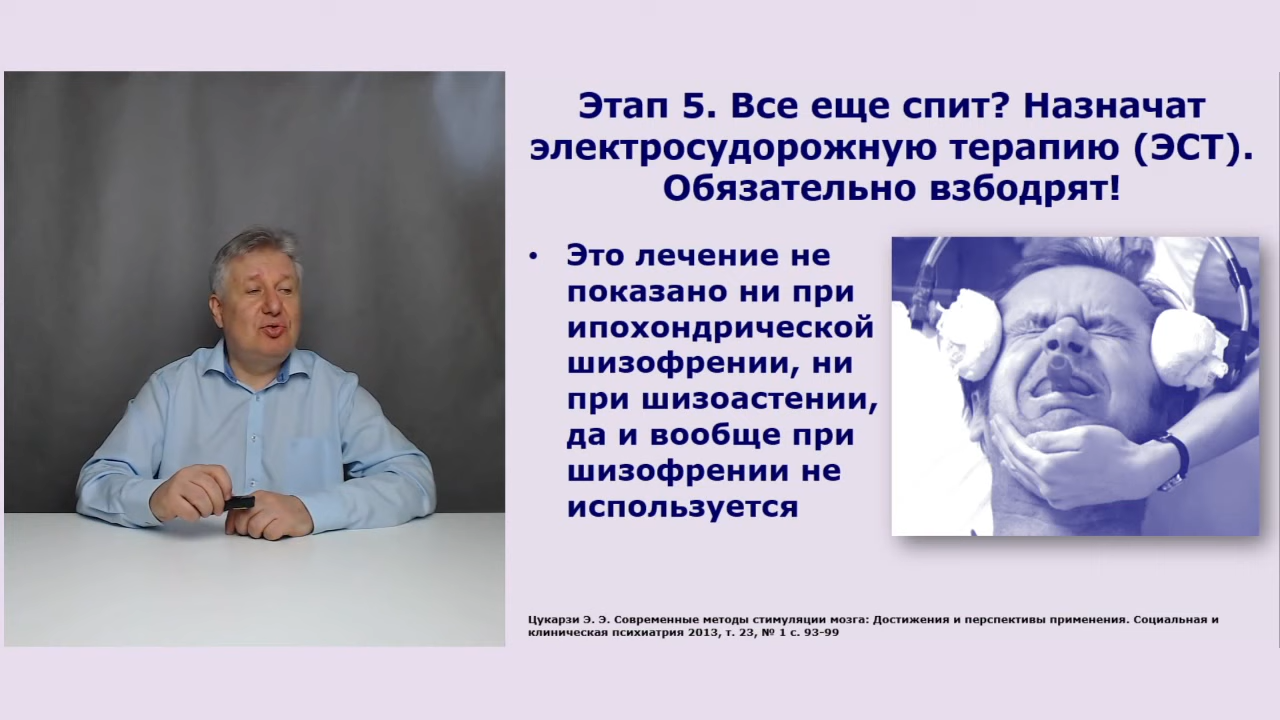 Этап 5. Все еще спит? Назначат
электросудорожную терапию (ЭСТ).
Обязательно взбодрят!
• Это лечение не
показано ни при
ипохондрической
шизофрении, ни
при шизоастении,
да и вообще при
шизофрении не
используется
Цукарзи Э. Э. Современные методы стимуляции мозга: Достижения и перспективы применения. Социальная и
клиническая психиатрия 2013, т. 23, № 1 с. 93-99